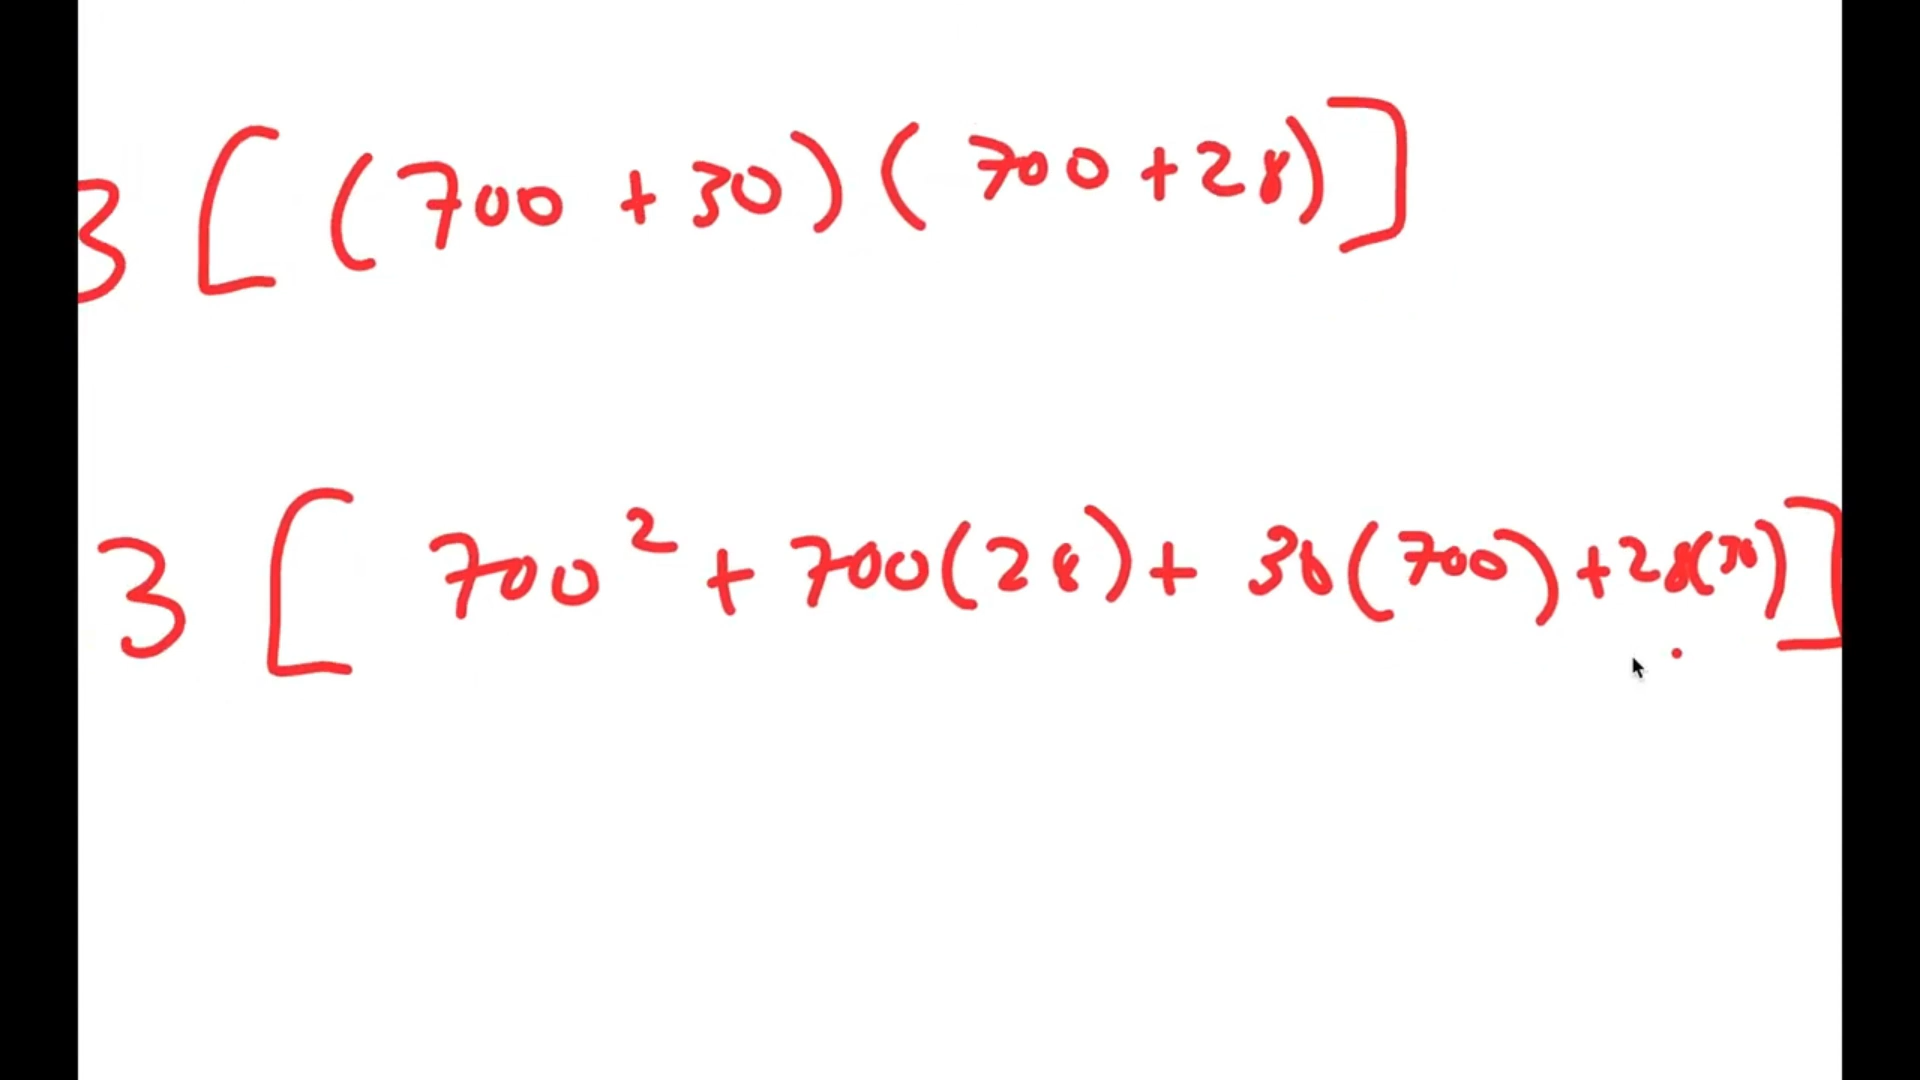 3 [ (700 + 30) (700 + 28) ]
3 [ 700² + 700(28) + 30(700) + 28(30) ]